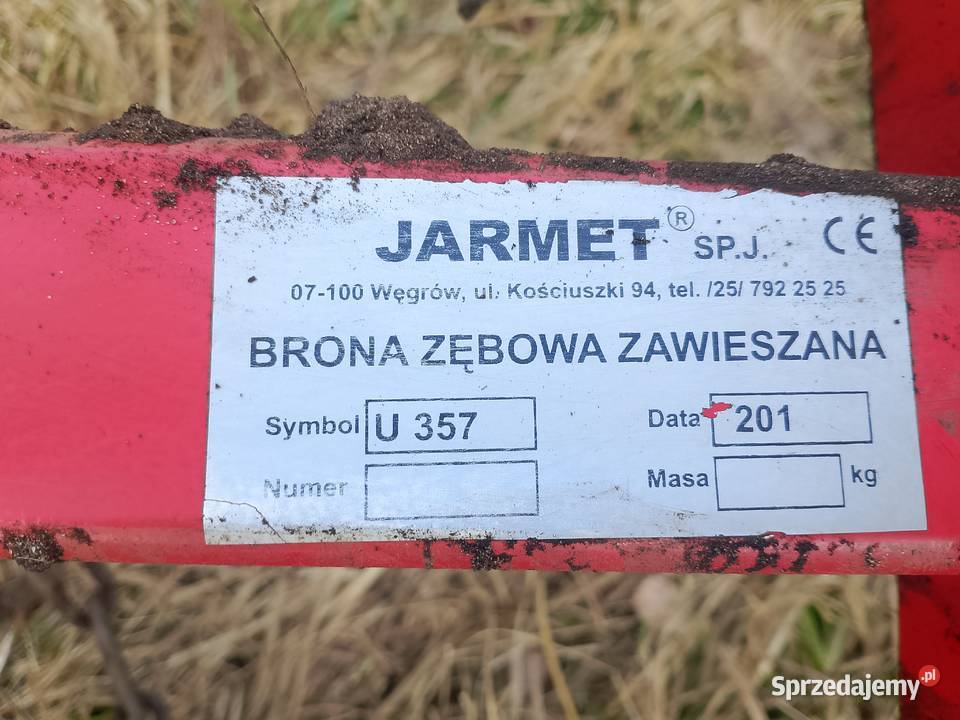 JARMET® SP.J. CE
07-100 Węgrów, ul. Kościuszki 94, tel. /25/ 792 25 25
BRONA ZĘBOWA ZAWIESZANA
Symbol U 357 Data 201
Numer Masa kg
Sprzedajemy.pl